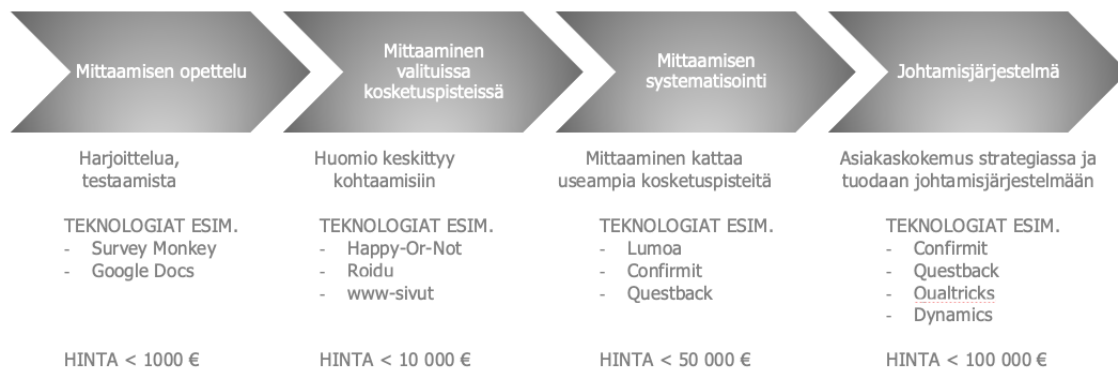 Mittaamisen opettelu
Mittaaminen
valituissa
kosketuspisteissä
Mittaamisen
systematisointi
Johtamisjärjestelmä
Harjoittelua,
testaamista
Huomio keskittyy
kohtaamisiin
Mittaaminen kattaa
useampia kosketuspisteitä
Asiakaskokemus strategiassa ja
tuodaan johtamisjärjestelmään
TEKNOLOGIAT ESIM.
- Survey Monkey
- Google Docs
TEKNOLOGIAT ESIM.
- Happy-Or-Not
- Roidu
- www-sivut
TEKNOLOGIAT ESIM.
- Lumoa
- Confirmit
- Questback
TEKNOLOGIAT ESIM.
- Confirmit
- Questback
- Oualtricks
- Dynamics
HINTA < 1000 €
HINTA < 10 000 €
HINTA < 50 000 €
HINTA < 100 000 €